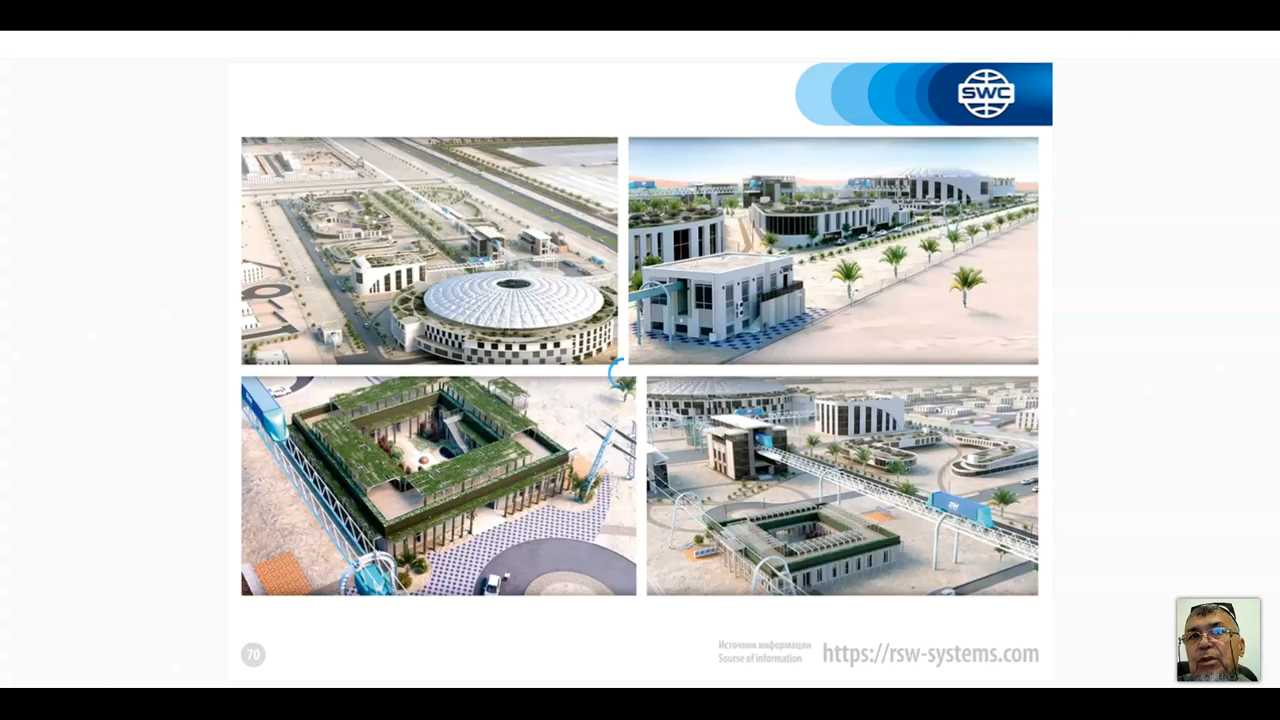 SWC
70
Источник информации
Sourse of information
https://rsw-systems.com